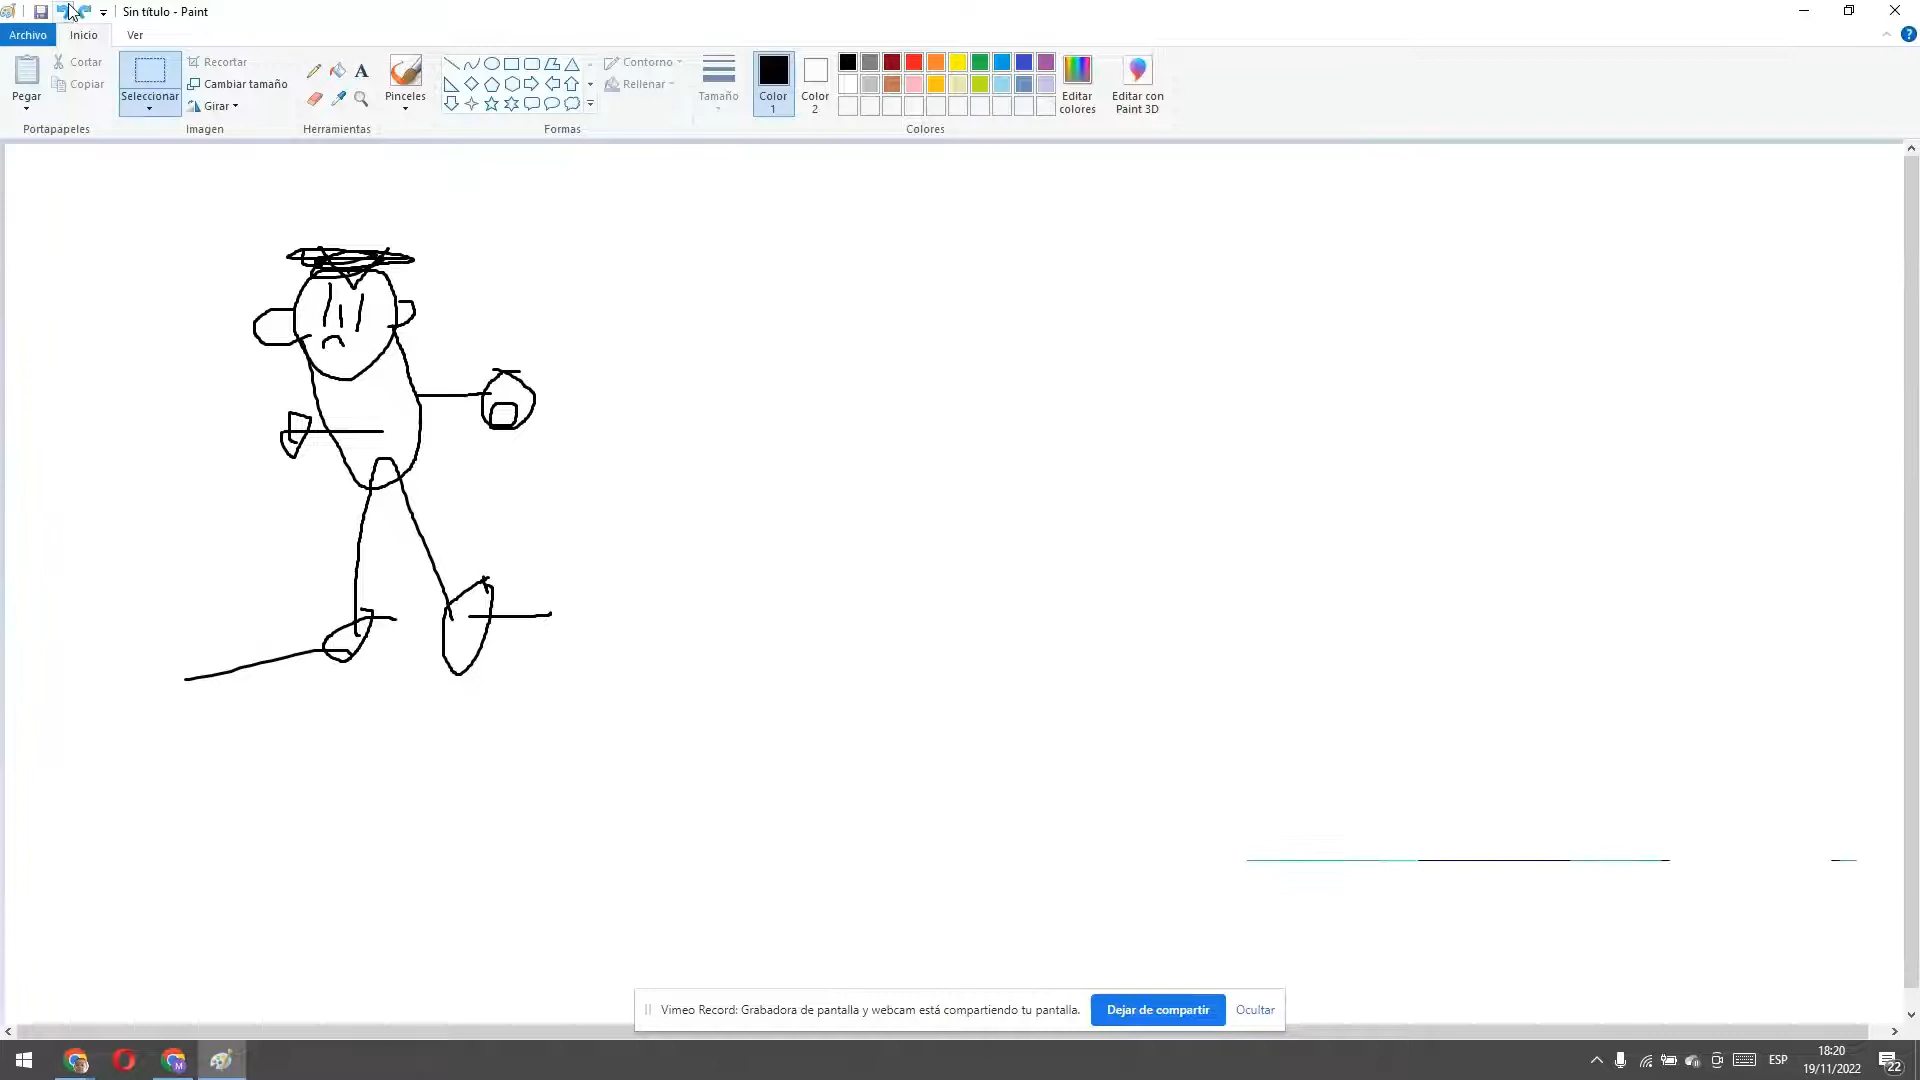 Sin título - Paint
Archivo Inicio Ver
Pegar
Cortar
Copiar
Portapapeles
Seleccionar
Recortar
Cambiar tamaño
Girar
Imagen
A
Herramientas
Pinceles
Contorno
Rellenar
Formas
Tamaño
Color 1
Color 2
Editar colores
Editar con Paint 3D
Colores
Vimeo Record: Grabadora de pantalla y webcam está compartiendo tu pantalla. Dejar de compartir Ocultar
M
ESP
18:20
19/11/2022
22